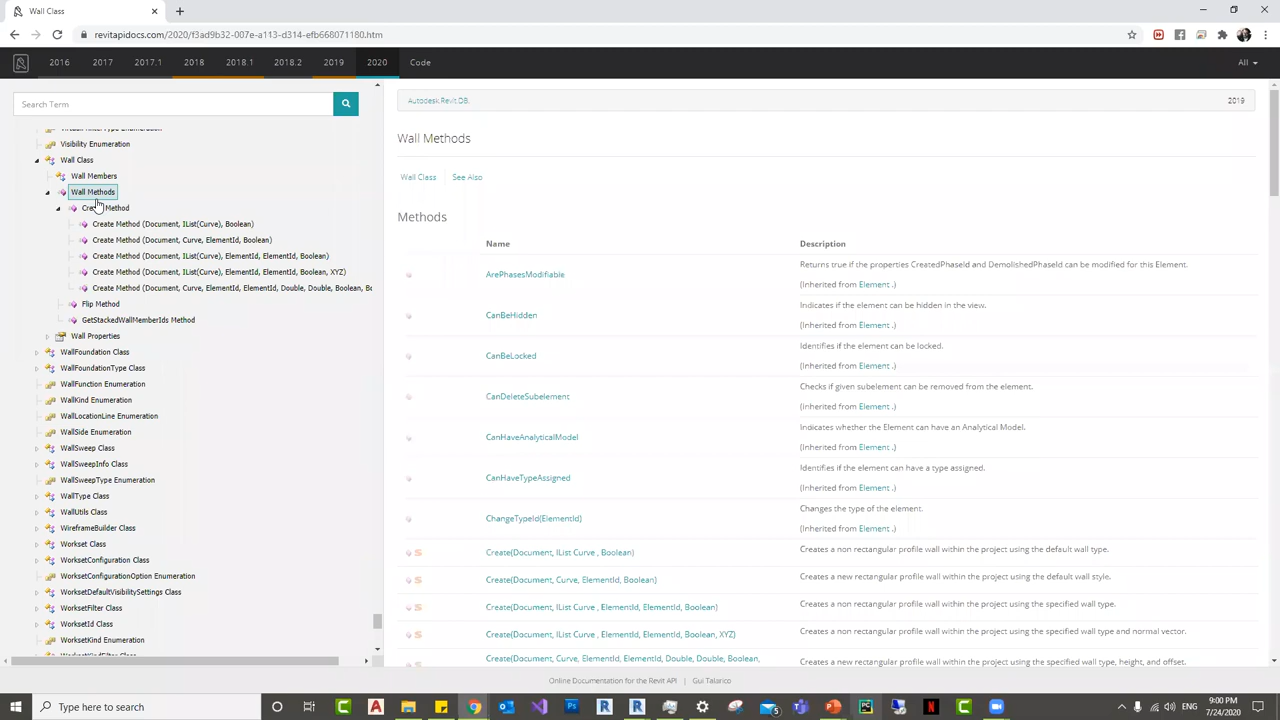 Wall Class
revitapidocs.com/2020/f3ad9b32-007e-a113-d314-efb668071180.htm
2016 2017 2017.1 2018 2018.1 2018.2 2019 2020 Code All
Search Term
Visibility Enumeration
Wall Class
Wall Members
Wall Methods
Method
Create Method (Document, IList(Curve), Boolean)
Create Method (Document, Curve, ElementId, Boolean)
Create Method (Document, IList(Curve), ElementId, ElementId, Boolean)
Create Method (Document, IList(Curve), ElementId, ElementId, Boolean, XYZ)
Create Method (Document, Curve, ElementId, ElementId, Double, Double, Boolean, Bo
Flip Method
GetStackedWallMemberIds Method
Wall Properties
WallFoundation Class
WallFoundationType Class
WallFunction Enumeration
WallKind Enumeration
WallLocationLine Enumeration
WallSide Enumeration
WallSweep Class
WallSweepInfo Class
WallSweepType Enumeration
WallType Class
WallUtils Class
WireframeBuilder Class
Workset Class
WorksetConfiguration Class
WorksetConfigurationOption Enumeration
WorksetDefaultVisibilitySettings Class
WorksetFilter Class
WorksetId Class
WorksetKind Enumeration
Autodesk.Revit.DB. 2019
Wall Methods
Wall Class See Also
Methods
Name Description
ArePhasesModifiable Returns true if the properties CreatedPhaseId and DemolishedPhaseId can be modified for this Element.
(Inherited from Element .)
CanBeHidden Indicates if the element can be hidden in the view.
(Inherited from Element .)
CanBeLocked Identifies if the element can be locked.
(Inherited from Element .)
CanDeleteSubelement Checks if given subelement can be removed from the element.
(Inherited from Element .)
CanHaveAnalyticalModel Indicates whether the Element can have an Analytical Model.
(Inherited from Element .)
CanHaveTypeAssigned Identifies if the element can have a type assigned.
(Inherited from Element .)
ChangeTypeId(ElementId) Changes the type of the element.
(Inherited from Element .)
Create(Document, IList Curve , Boolean) Creates a non rectangular profile wall within the project using the default wall type.
Create(Document, Curve, ElementId, Boolean) Creates a new rectangular profile wall within the project using the default wall style.
Create(Document, IList Curve , ElementId, ElementId, Boolean) Creates a non rectangular profile wall within the project using the specified wall type.
Create(Document, IList Curve , ElementId, ElementId, Boolean, XYZ) Creates a non rectangular profile wall within the project using the specified wall type and normal vector.
Create(Document, Curve, ElementId, ElementId, Double, Double, Boolean, Creates a new rectangular profile wall within the project using the specified wall type, height, and offset.
Online Documentation for the Revit API | Gui Talarico
Type here to search
9:00 PM
7/24/2020